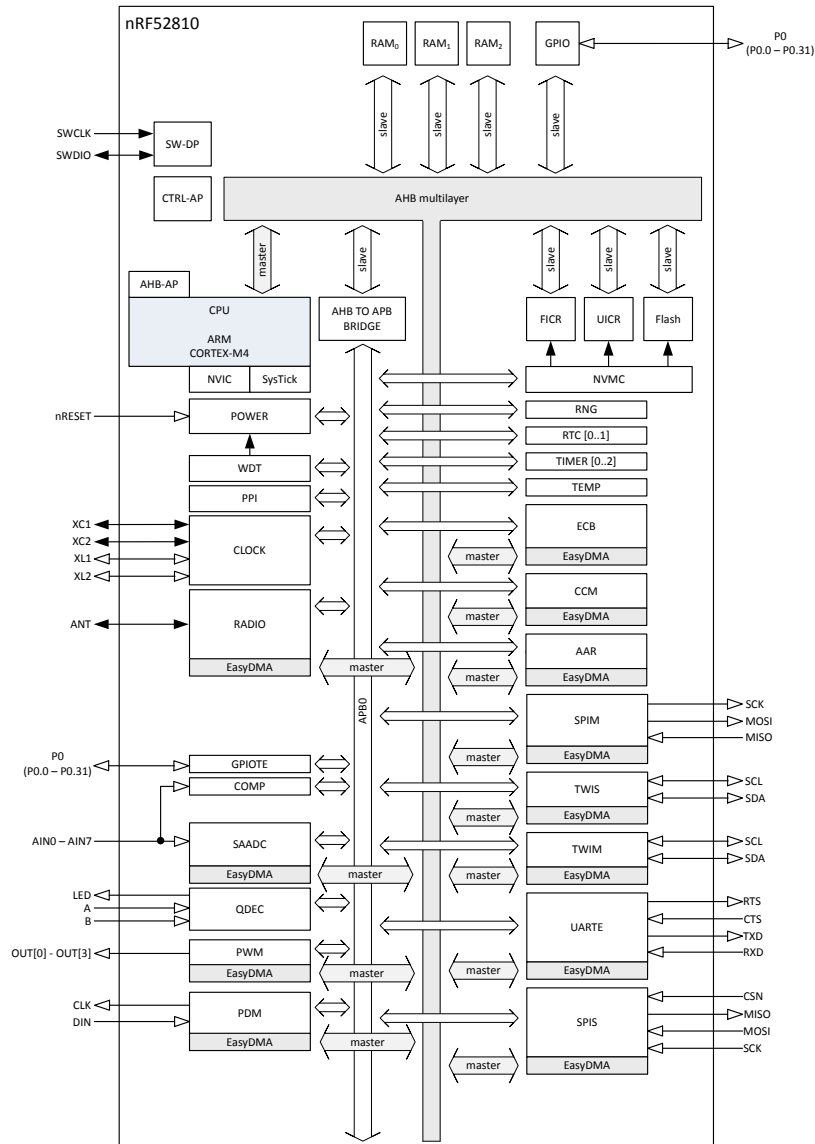 nRF52810
RAM0
RAM1
RAM2
GPIO
P0
(P0.0 – P0.31)
slave
slave
slave
slave
SWCLK
SWDIO
SW-DP
CTRL-AP
AHB multilayer
master
slave
slave
slave
slave
AHB-AP
CPU
ARM
CORTEX-M4
NVIC
SysTick
AHB TO APB
BRIDGE
FICR
UICR
Flash
NVMC
nRESET
POWER
RNG
RTC [0..1]
WDT
TIMER [0..2]
PPI
TEMP
XC1
XC2
XL1
XL2
CLOCK
ECB
master
EasyDMA
CCM
master
EasyDMA
ANT
RADIO
EasyDMA
master
AAR
master
EasyDMA
APB0
SPIM
master
EasyDMA
SCK
MOSI
MISO
P0
(P0.0 – P0.31)
GPIOTE
COMP
TWIS
master
EasyDMA
SCL
SDA
AIN0 – AIN7
SAADC
EasyDMA
master
TWIM
master
EasyDMA
SCL
SDA
LED
A
B
QDEC
UARTE
master
EasyDMA
RTS
CTS
TXD
RXD
OUT[0] - OUT[3]
PWM
EasyDMA
master
CLK
DIN
PDM
EasyDMA
master
SPIS
master
EasyDMA
CSN
MISO
MOSI
SCK